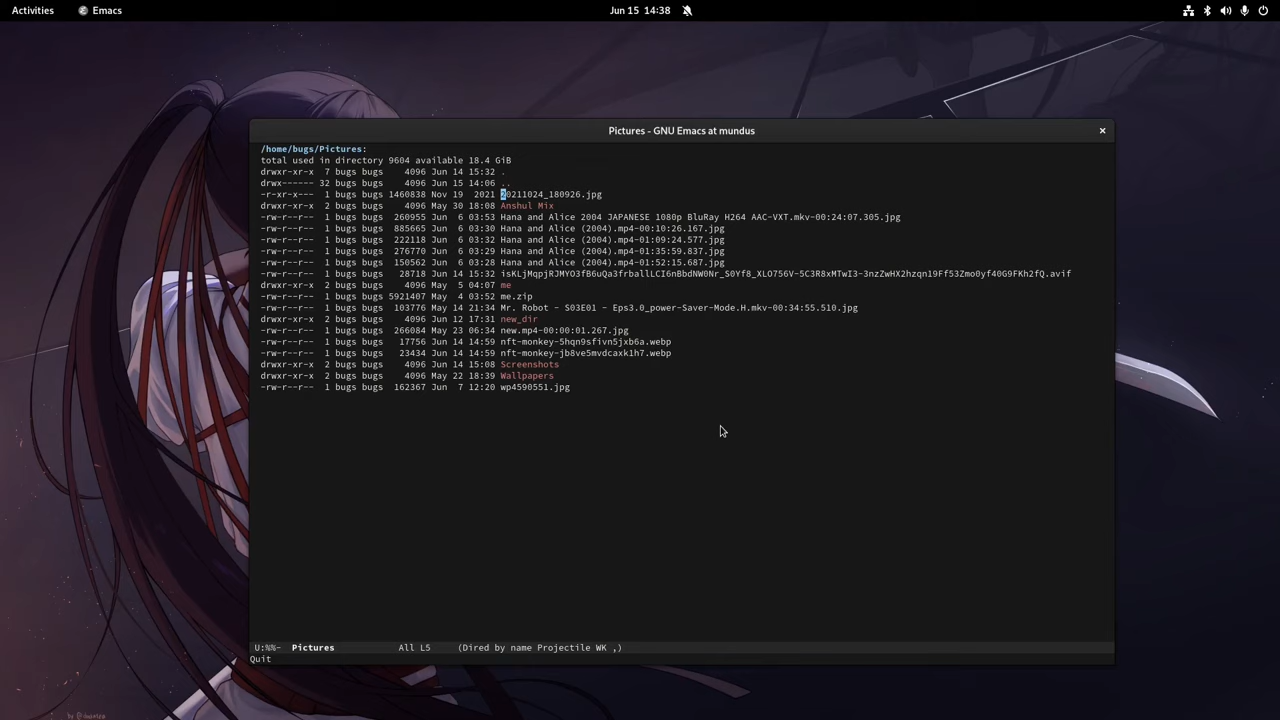 Activities Emacs Jun 15 14:38
Pictures - GNU Emacs at mundus
/home/bugs/Pictures:
total used in directory 9604 available 18.4 GiB
drwxr-xr-x 7 bugs bugs 4096 Jun 14 15:32 .
drwx------ 32 bugs bugs 4096 Jun 15 14:06 ..
-r-xr-x--- 1 bugs bugs 1460838 Nov 19 2021 20211024_180926.jpg
drwxr-xr-x 2 bugs bugs 4096 May 30 18:08 Anshul Mix
-rw-r--r-- 1 bugs bugs 260955 Jun 6 03:53 Hana and Alice 2004 JAPANESE 1080p BluRay H264 AAC-VXT.mkv-00:24:07.305.jpg
-rw-r--r-- 1 bugs bugs 885665 Jun 6 03:30 Hana and Alice (2004).mp4-00:10:26.167.jpg
-rw-r--r-- 1 bugs bugs 222118 Jun 6 03:32 Hana and Alice (2004).mp4-01:09:24.577.jpg
-rw-r--r-- 1 bugs bugs 276770 Jun 6 03:29 Hana and Alice (2004).mp4-01:35:59.837.jpg
-rw-r--r-- 1 bugs bugs 150562 Jun 6 03:28 Hana and Alice (2004).mp4-01:52:15.687.jpg
-rw-r--r-- 1 bugs bugs 28718 Jun 14 15:32 isKLjMqpjRJMYO3fB6uQa3frballLCI6nBbdNW0Nr_S0Yf8_XLO756V-5C3R8xMTwI3-3nzZwHX2hzqn19Ff53Zmo0yf40G9FKh2fQ.avif
drwxr-xr-x 2 bugs bugs 4096 May 5 04:07 me
-rw-r--r-- 1 bugs bugs 5921407 May 4 03:52 me.zip
-rw-r--r-- 1 bugs bugs 103776 May 14 21:34 Mr. Robot - S03E01 - Eps3.0_power-Saver-Mode.H.mkv-00:34:55.510.jpg
drwxr-xr-x 2 bugs bugs 4096 Jun 12 17:31 new_dir
-rw-r--r-- 1 bugs bugs 266084 May 23 06:34 new.mp4-00:00:01.267.jpg
-rw-r--r-- 1 bugs bugs 17756 Jun 14 14:59 nft-monkey-5hqn9sfivn5jxb6a.webp
-rw-r--r-- 1 bugs bugs 23434 Jun 14 14:59 nft-monkey-jb8ve5mvdcaxk1h7.webp
drwxr-xr-x 2 bugs bugs 4096 Jun 14 15:08 Screenshots
drwxr-xr-x 2 bugs bugs 4096 May 22 18:39 Wallpapers
-rw-r--r-- 1 bugs bugs 162367 Jun 7 12:20 wp4590551.jpg
U:%%- Pictures All L5 (Dired by name Projectile WK ,)
Quit